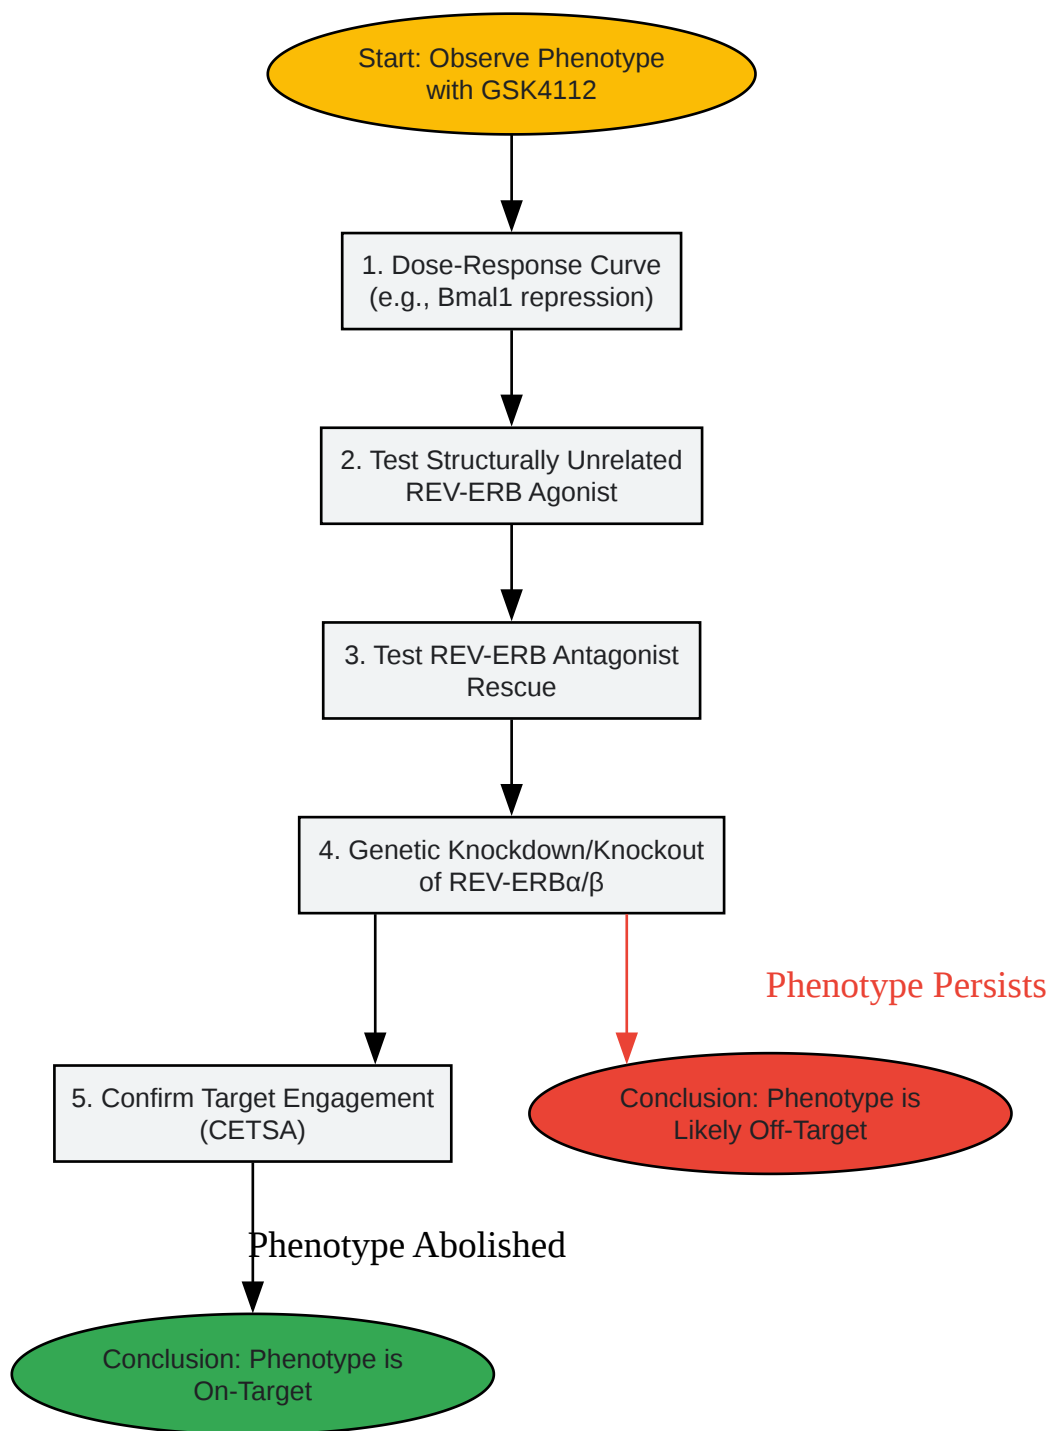 Start: Observe Phenotype
with GSK4112
1. Dose-Response Curve
(e.g., Bmal1 repression)
2. Test Structurally Unrelated
REV-ERB Agonist
3. Test REV-ERB Antagonist
Rescue
4. Genetic Knockdown/Knockout
of REV-ERBα/β
Phenotype Persists
5. Confirm Target Engagement
(CETSA)
Conclusion: Phenotype is
Likely Off-Target
Phenotype Abolished
Conclusion: Phenotype is
On-Target